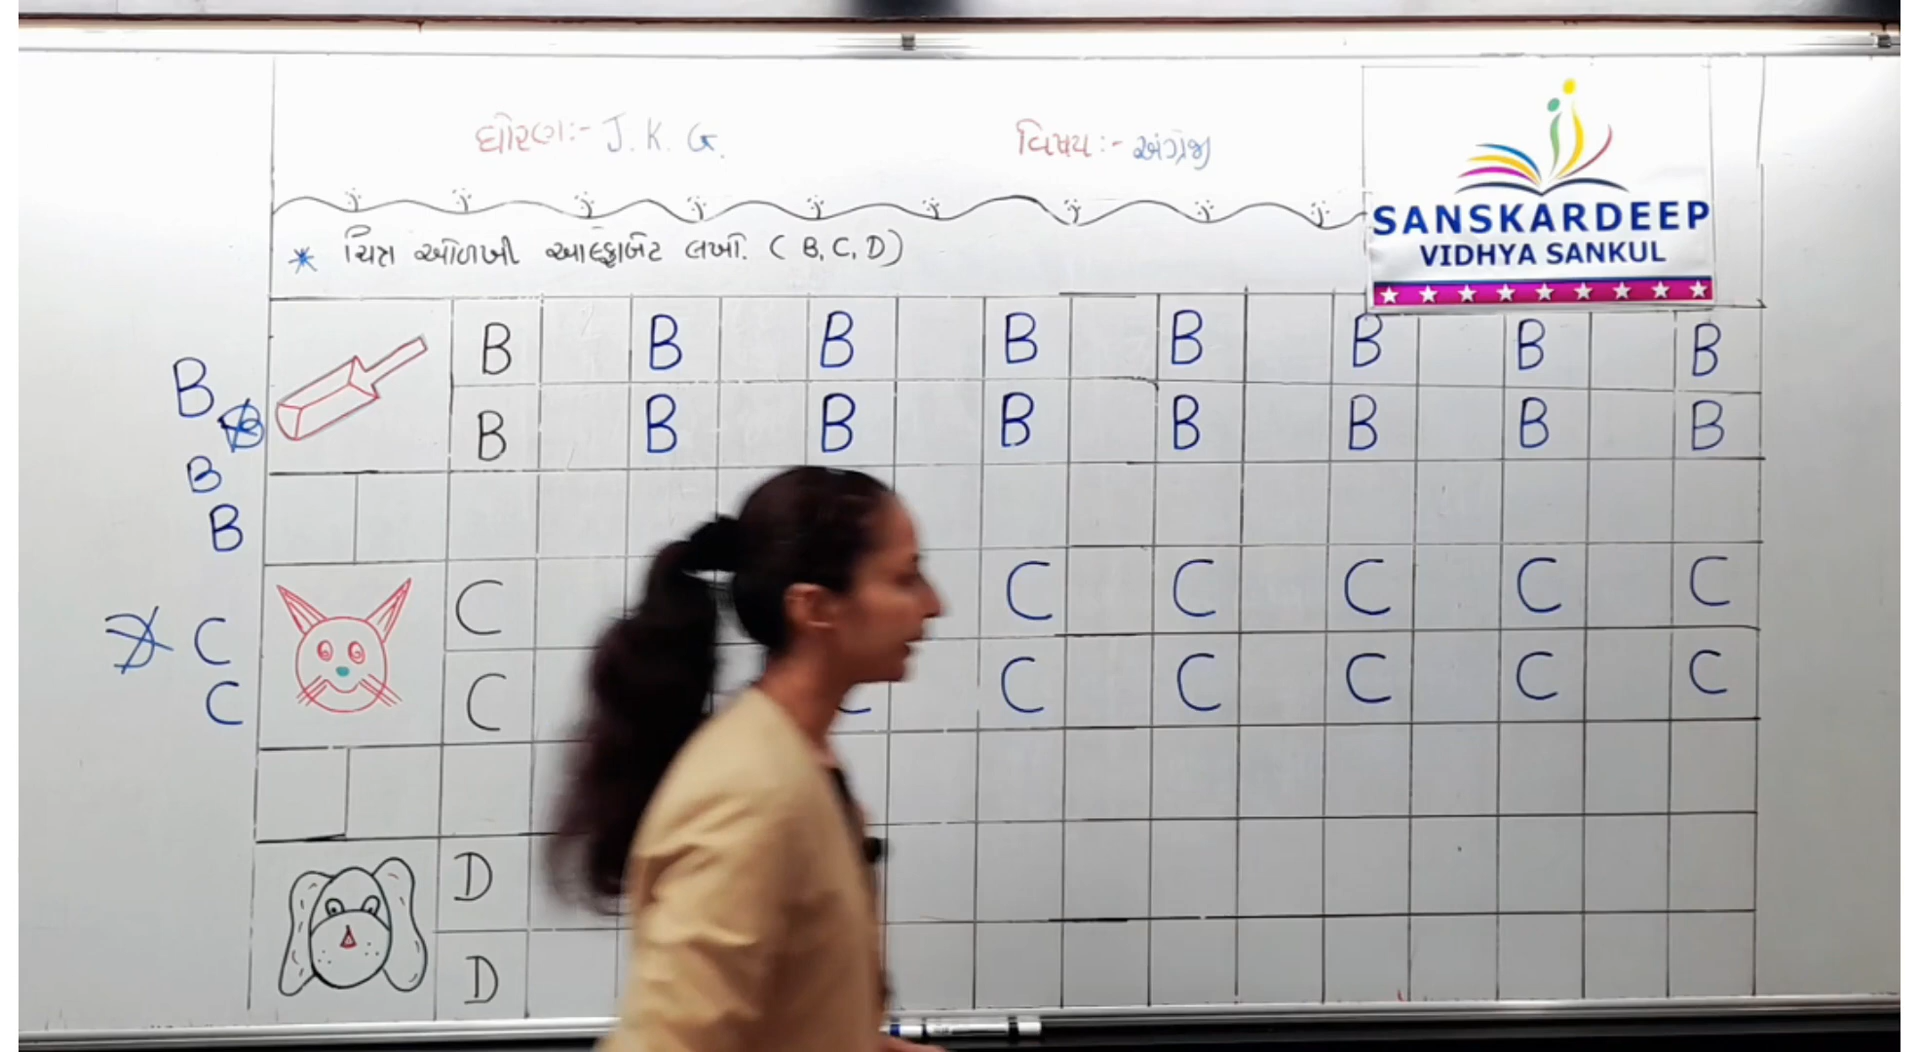 ધોરણ:- J. K. G.
વિષય:- અંગ્રેજી
SANSKARDEEP
VIDHYA SANKUL
* ચિત્ર ઓળખી આલ્ફાબેટ લખો. ( B, C, D )
B B B B B B B B
B
B B B B B B B B
B
B
C C C C C C
C
C C C C C C
C
D
D